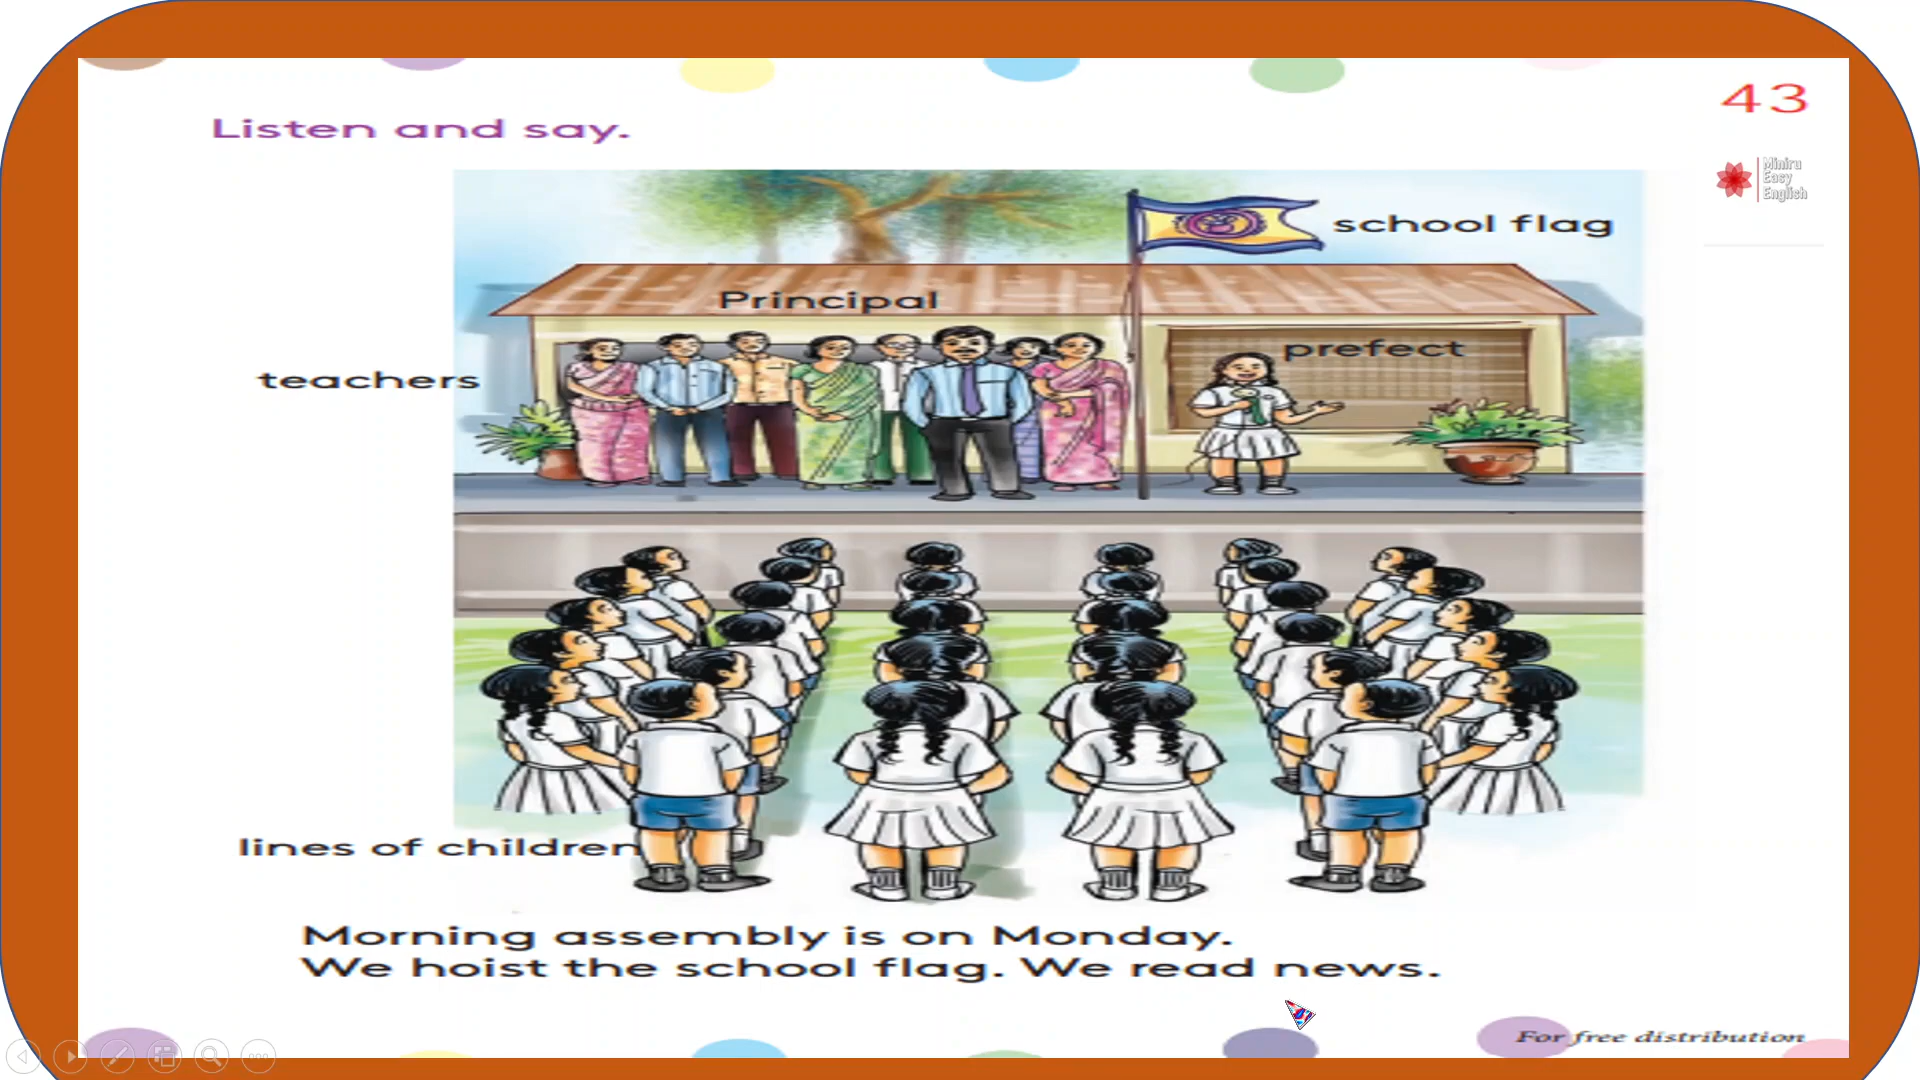 43
Listen and say.
Miniru
Easy
English
school flag
Principal
prefect
teachers
lines of children
Morning assembly is on Monday.
We hoist the school flag. We read news.
For free distribution